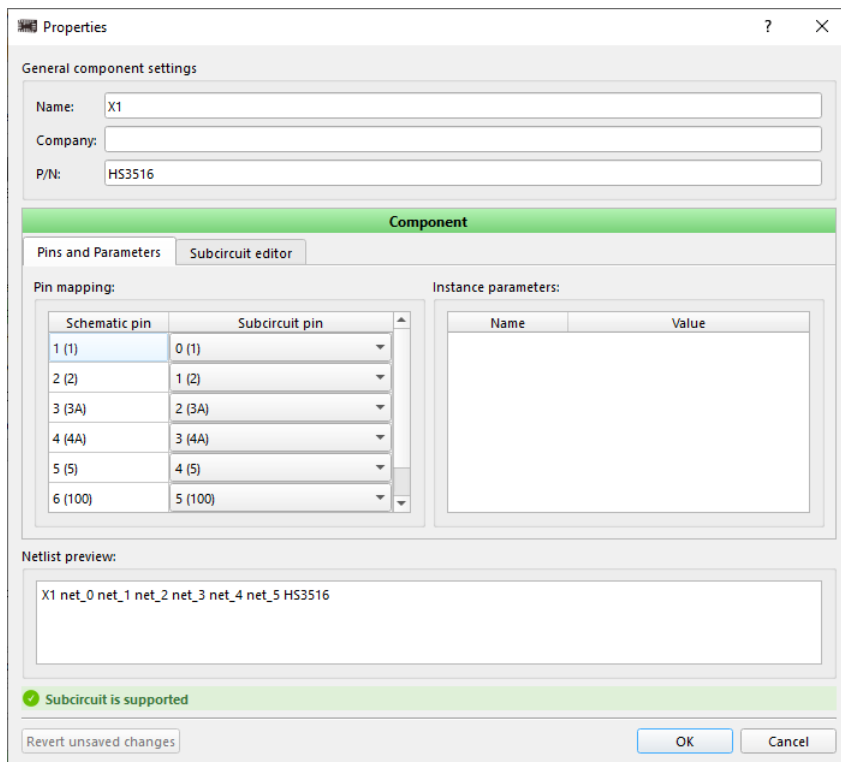 Properties
? 
General component settings
Name: X1
Company:
P/N: HS3516
Component
Pins and Parameters Subcircuit editor
Pin mapping: Instance parameters:
Schematic pin Subcircuit pin Name Value
1 (1) 0 (1)
2 (2) 1 (2)
3 (3A) 2 (3A)
4 (4A) 3 (4A)
5 (5) 4 (5)
6 (100) 5 (100)
Netlist preview:
X1 net_0 net_1 net_2 net_3 net_4 net_5 HS3516
Subcircuit is supported
Revert unsaved changes OK Cancel